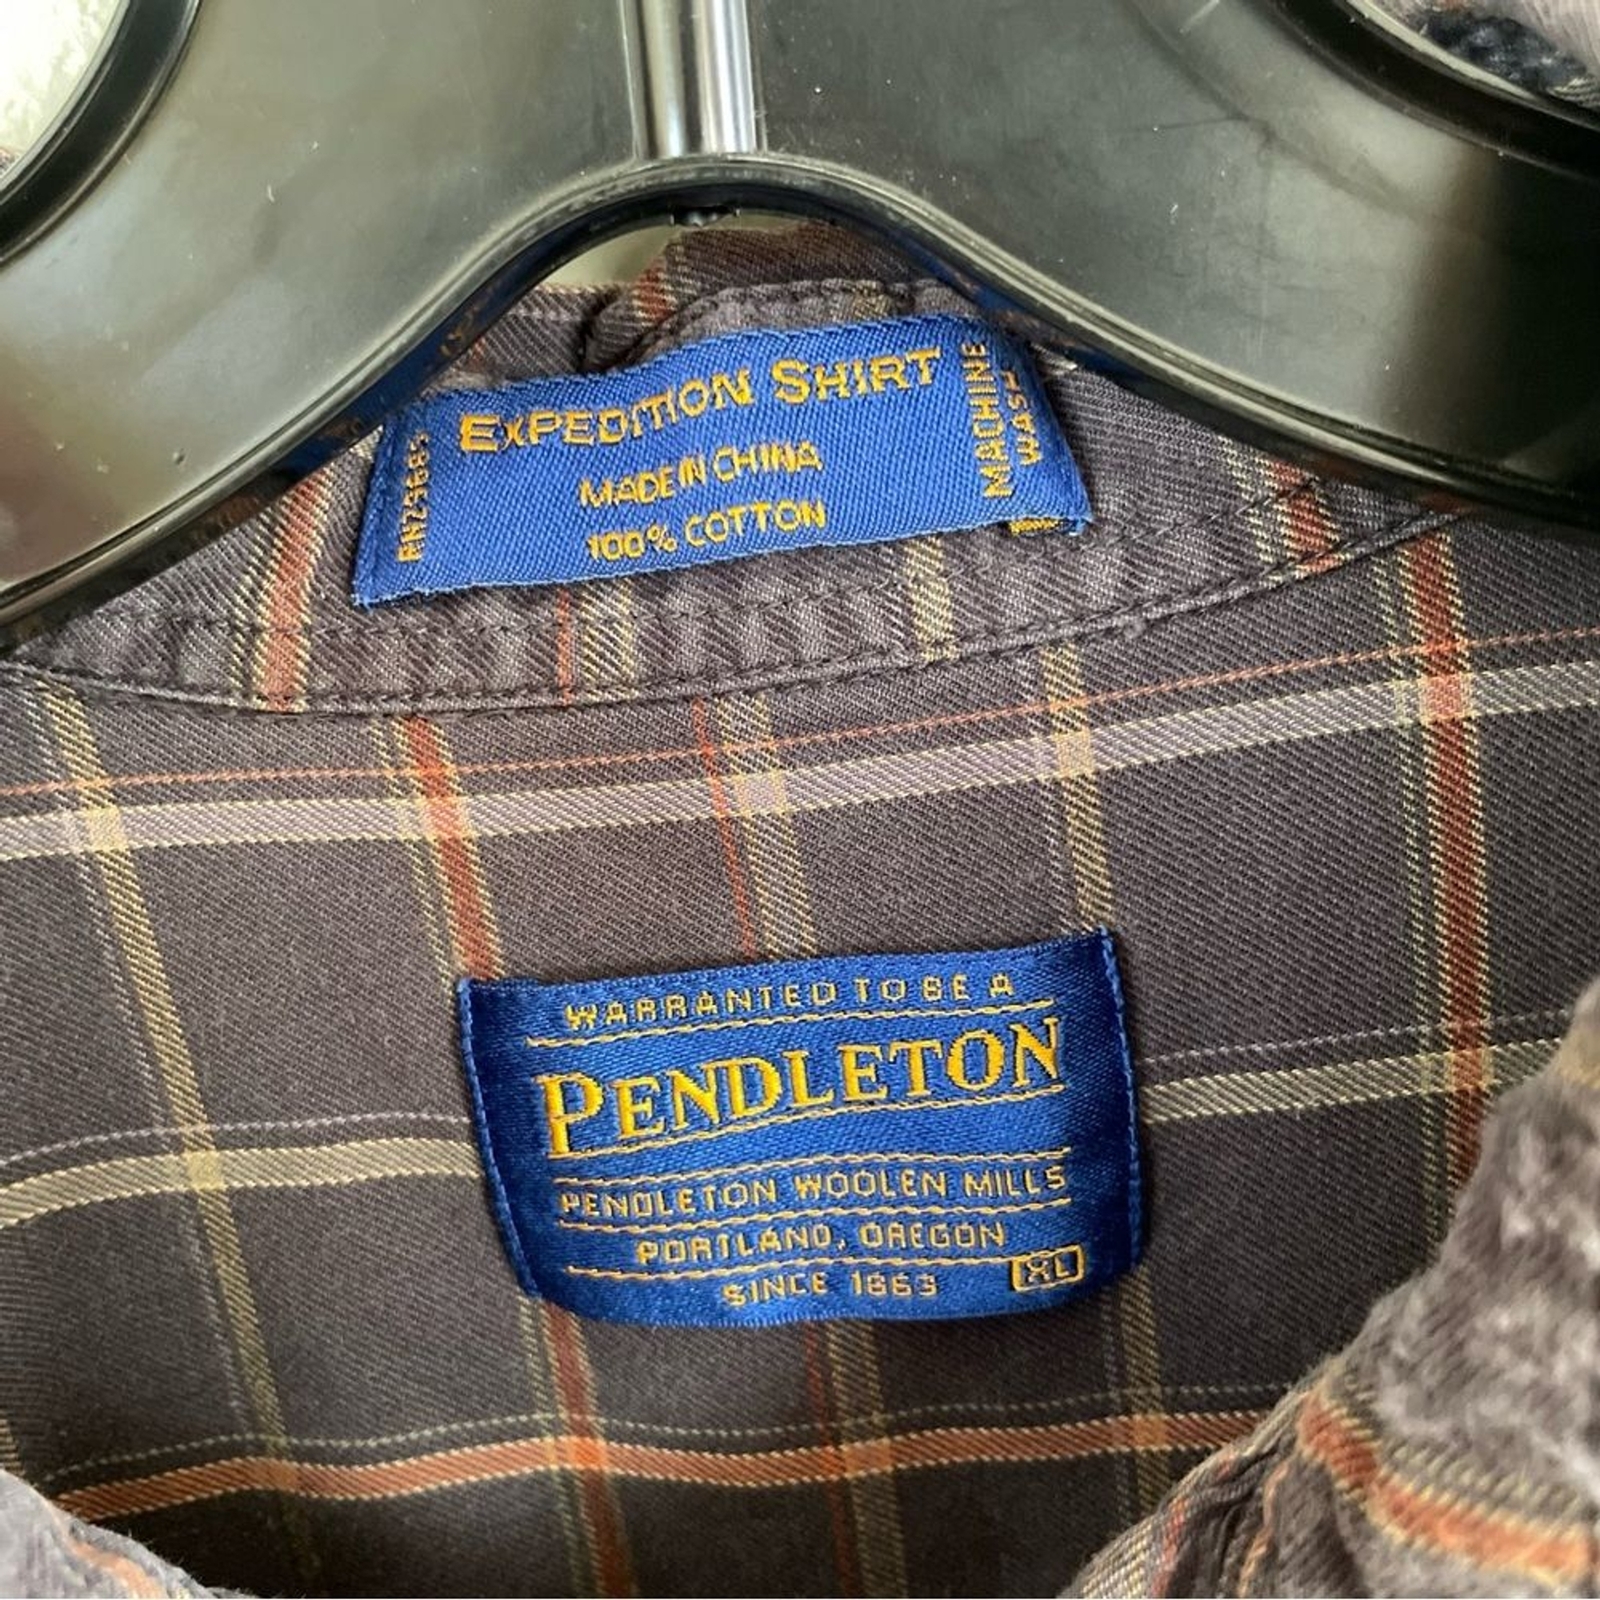 EXPEDITION SHIRT
MADE IN CHINA
100% COTTON
MACHINE
WASH
RN29685
WARRANTED TO BE A
PENDLETON
PENDLETON WOOLEN MILLS
PORTLAND, OREGON
SINCE 1863
XL